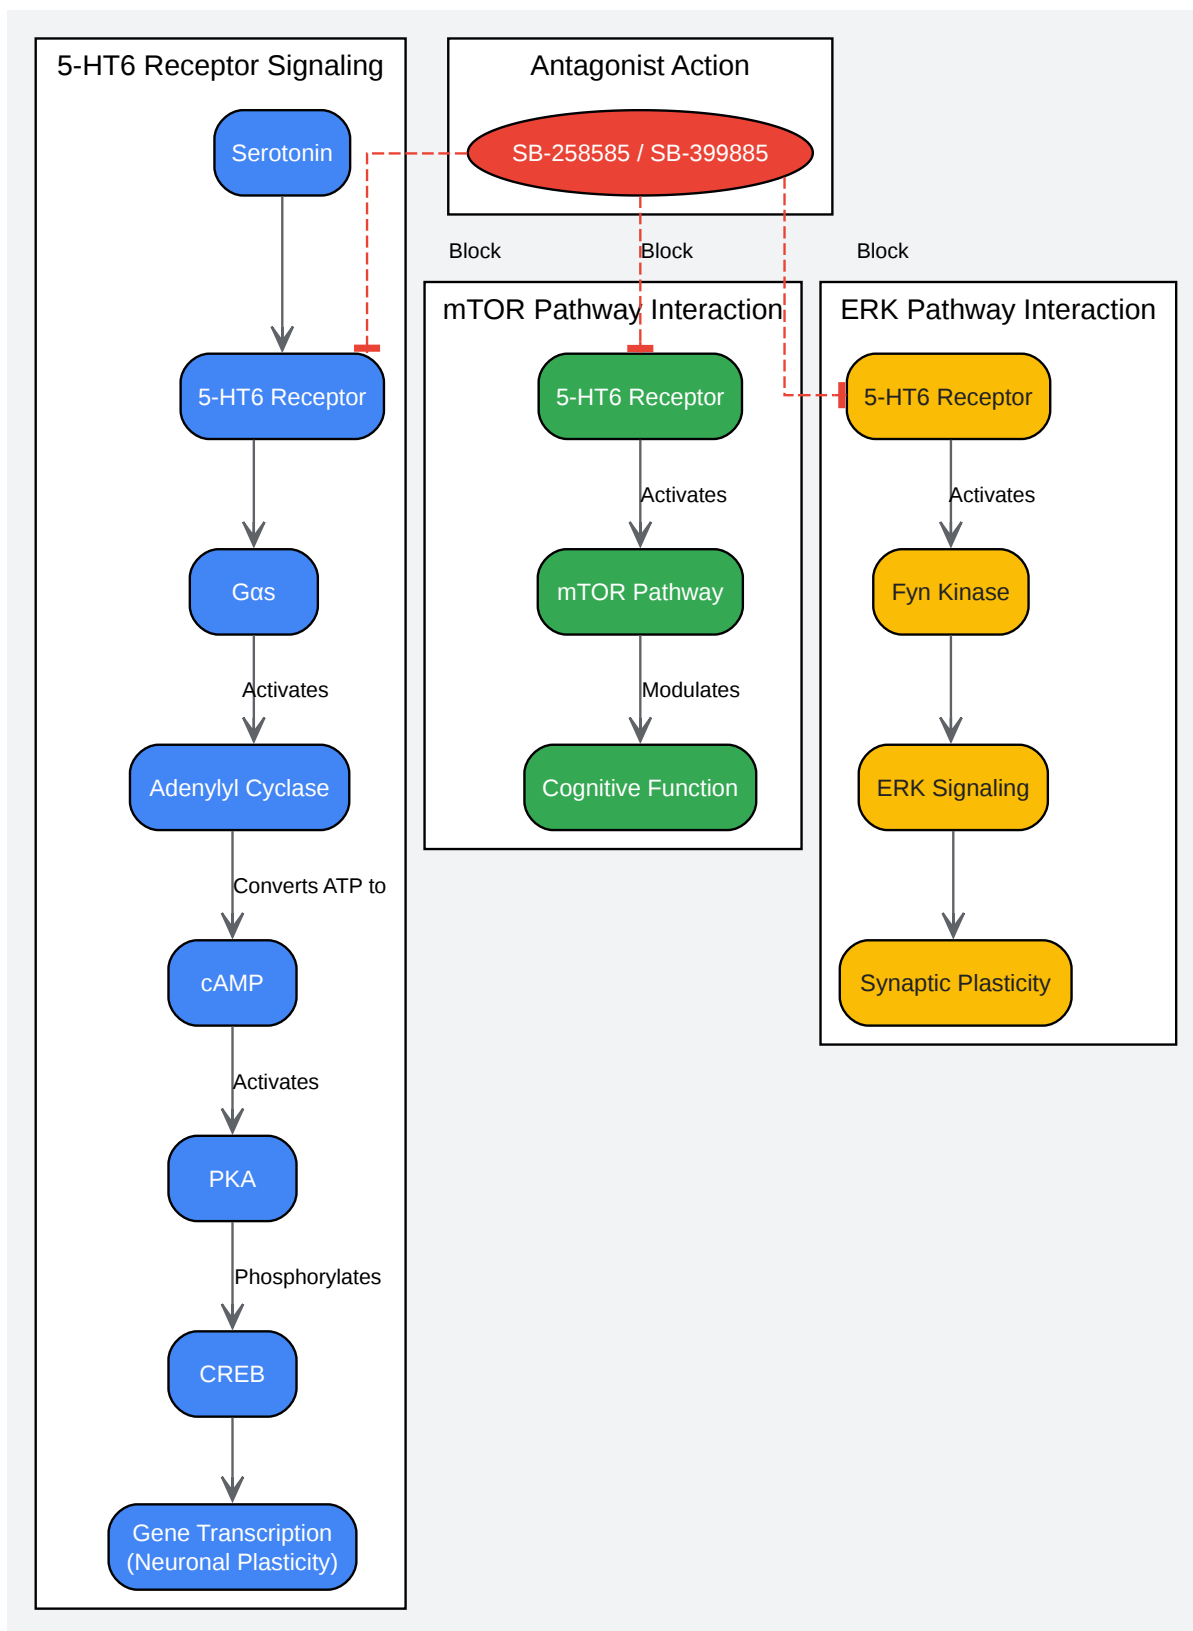 5-HT6 Receptor Signaling
Serotonin
5-HT6 Receptor
Gαs
Activates
Adenylyl Cyclase
Converts ATP to
cAMP
Activates
PKA
Phosphorylates
CREB
Gene Transcription
(Neuronal Plasticity)
Antagonist Action
SB-258585 / SB-399885
Block
Block
Block
mTOR Pathway Interaction
5-HT6 Receptor
Activates
mTOR Pathway
Modulates
Cognitive Function
ERK Pathway Interaction
5-HT6 Receptor
Activates
Fyn Kinase
ERK Signaling
Synaptic Plasticity